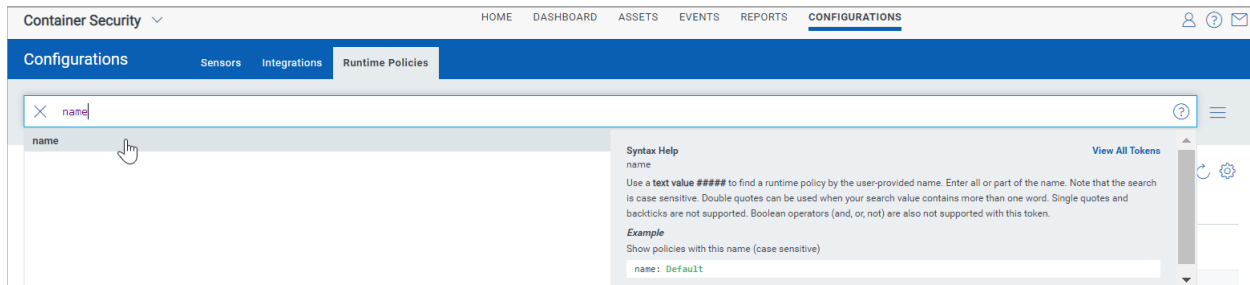 Container Security
HOME DASHBOARD ASSETS EVENTS REPORTS CONFIGURATIONS
Configurations Sensors Integrations Runtime Policies
name
name
Syntax Help View All Tokens
name
Use a text value ##### to find a runtime policy by the user-provided name. Enter all or part of the name. Note that the search
is case sensitive. Double quotes can be used when your search value contains more than one word. Single quotes and
backticks are not supported. Boolean operators (and, or, not) are also not supported with this token.
Example
Show policies with this name (case sensitive)
name: Default